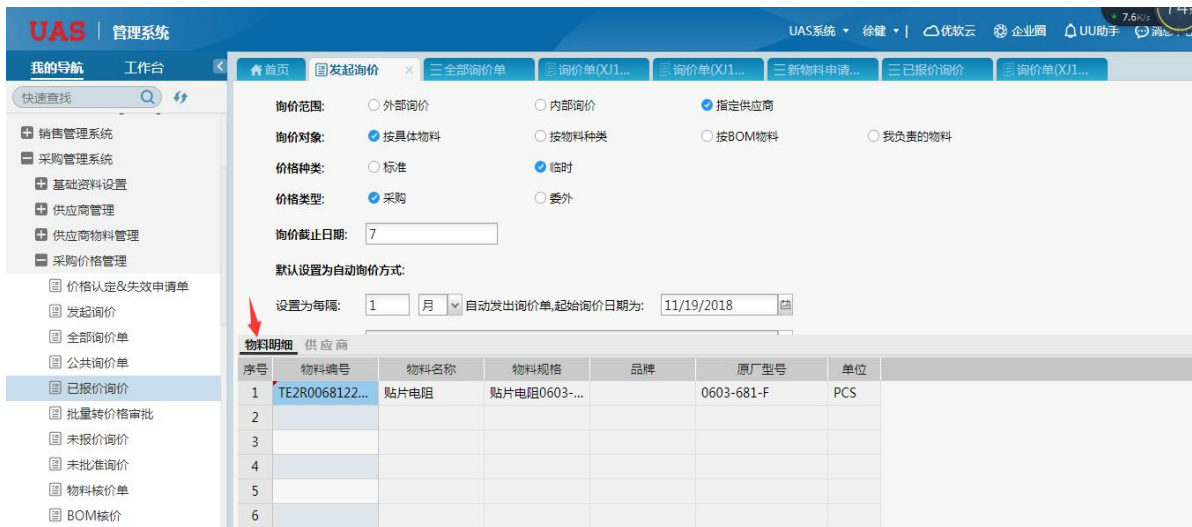 UAS 管理系统 UAS系统 徐健 优软云 企业圈 UU助手 7.6K/s
我的导航 工作台 首页 发起询价 全部询价单 询价单(XJ1... 询价单(XJ1... 新物料申请... 已报价询价 询价单(XJ1...
快速查找
销售管理系统
采购管理系统
基础资料设置
供应商管理
供应商物料管理
采购价格管理
价格认定&失效申请单
发起询价
全部询价单
公共询价单
已报价询价
批量转价格审批
未报价询价
未批准询价
物料核价单
BOM核价
询价范围: 外部询价 内部询价 指定供应商
询价对象: 按具体物料 按物料种类 按BOM物料 我负责的物料
价格种类: 标准 临时
价格类型: 采购 委外
询价截止日期: 7
默认设置为自动询价方式:
设置为每隔: 1 月 自动发出询价单,起始询价日期为: 11/19/2018
物料明细 供应商
序号 物料编号 物料名称 物料规格 品牌 原厂型号 单位
1 TE2R0068122... 贴片电阻 贴片电阻0603-... 0603-681-F PCS
2
3
4
5
6